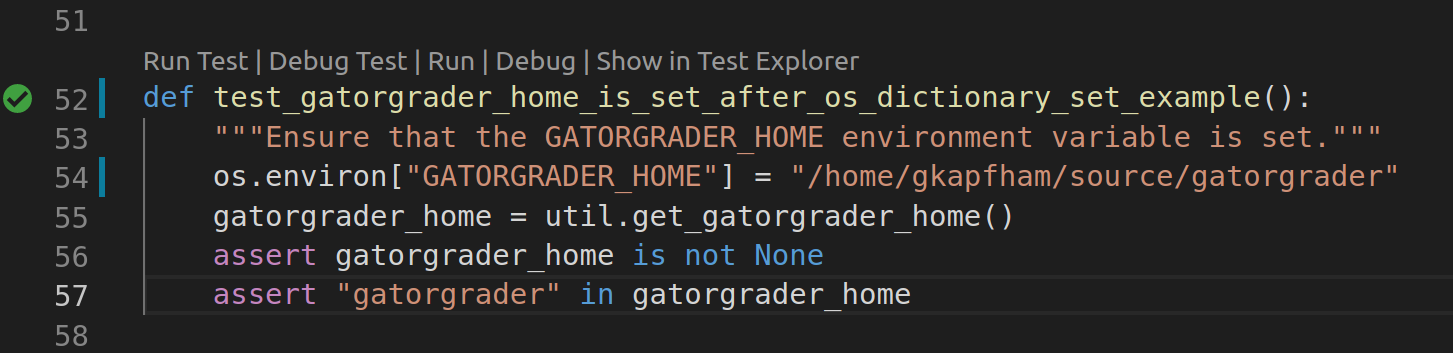 51
Run Test | Debug Test | Run | Debug | Show in Test Explorer
52 def test_gatorgrader_home_is_set_after_os_dictionary_set_example():
53     """Ensure that the GATORGRADER_HOME environment variable is set."""
54     os.environ["GATORGRADER_HOME"] = "/home/gkapfham/source/gatorgrader"
55     gatorgrader_home = util.get_gatorgrader_home()
56     assert gatorgrader_home is not None
57     assert "gatorgrader" in gatorgrader_home
58